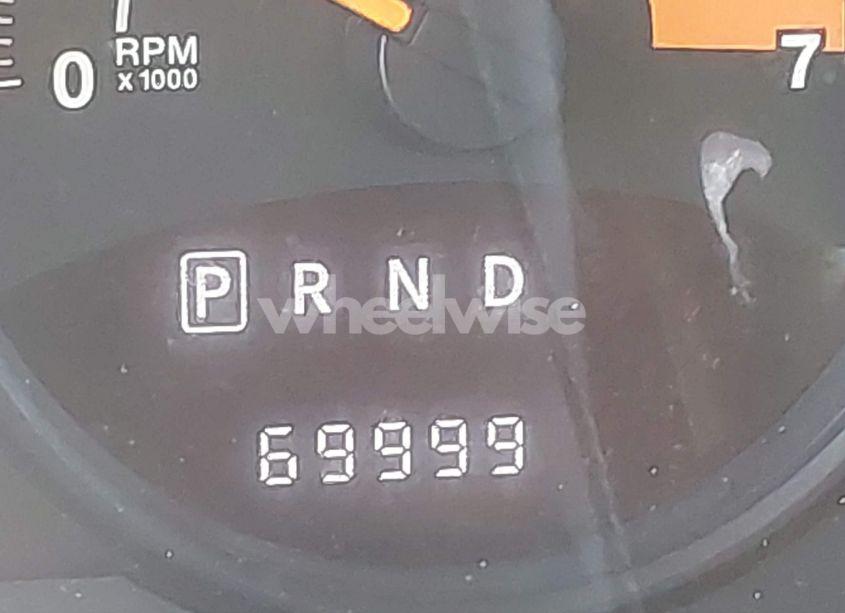 0 RPM 7
x1000
P R N D
wheelwise
69999